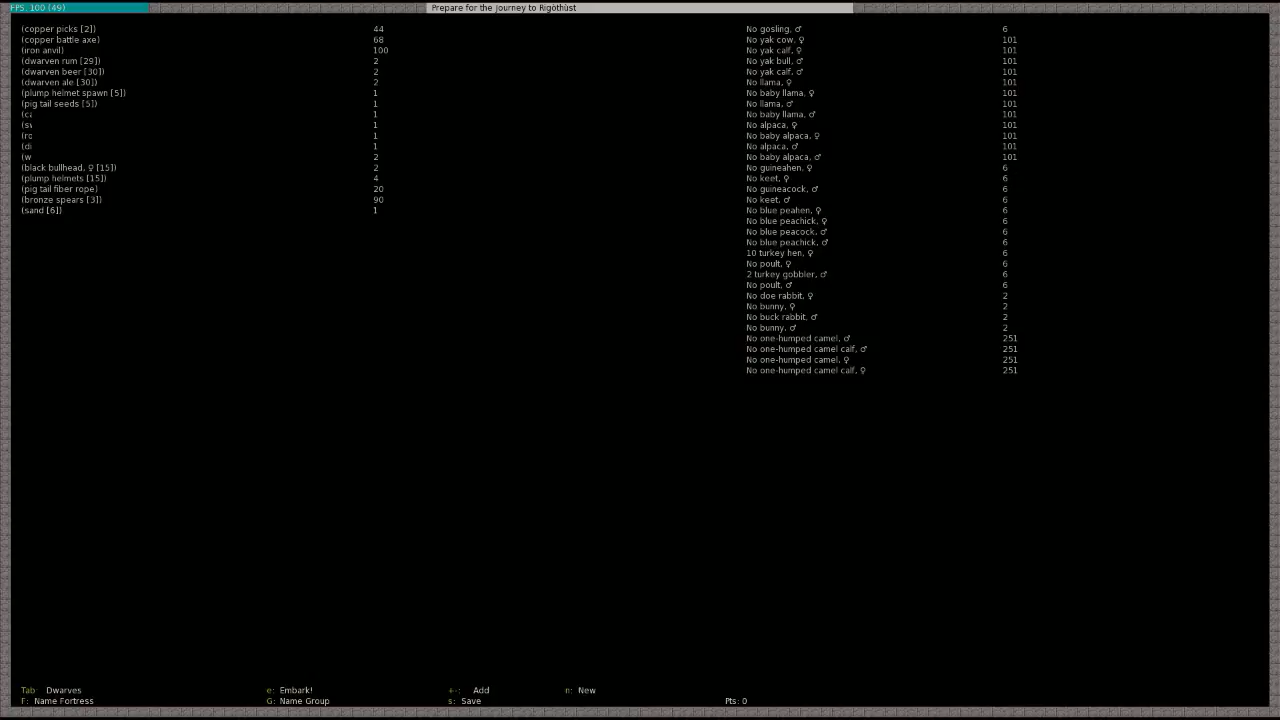 FPS: 100 (49)
Prepare for the Journey to Rigòthùst
(copper picks [2]) 44
(copper battle axe) 68
(iron anvil) 100
(dwarven rum [29]) 2
(dwarven beer [30]) 2
(dwarven ale [30]) 2
(plump helmet spawn [5]) 1
(pig tail seeds [5]) 1
1
1
1
1
2
(black bullhead, ♀ [15]) 2
(plump helmets [15]) 4
(pig tail fiber rope) 20
(bronze spears [3]) 90
(sand [6]) 1
No gosling, ♂ 6
No yak cow, ♀ 101
No yak calf, ♀ 101
No yak bull, ♂ 101
No yak calf, ♂ 101
No llama, ♀ 101
No baby llama, ♀ 101
No llama, ♂ 101
No baby llama, ♂ 101
No alpaca, ♀ 101
No baby alpaca, ♀ 101
No alpaca, ♂ 101
No baby alpaca, ♂ 101
No guineahen, ♀ 6
No keet, ♀ 6
No guineacock, ♂ 6
No keet, ♂ 6
No blue peahen, ♀ 6
No blue peachick, ♀ 6
No blue peacock, ♂ 6
No blue peachick, ♂ 6
10 turkey hen, ♀ 6
No poult, ♀ 6
2 turkey gobbler, ♂ 6
No poult, ♂ 6
No doe rabbit, ♀ 2
No bunny, ♀ 2
No buck rabbit, ♂ 2
No bunny, ♂ 2
No one-humped camel, ♂ 251
No one-humped camel calf, ♂ 251
No one-humped camel, ♀ 251
No one-humped camel calf, ♀ 251
Tab: Dwarves e: Embark! +-: Add n: New
F: Name Fortress G: Name Group s: Save Pts: 0